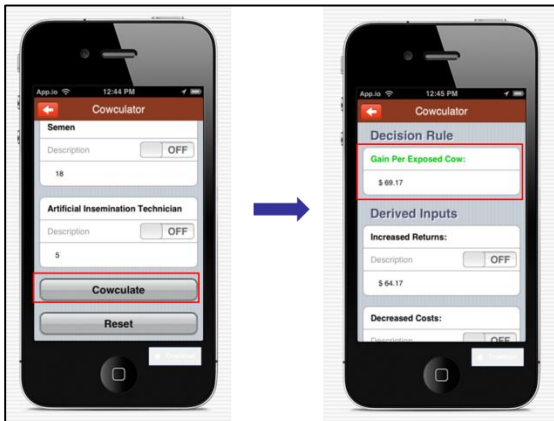 App.io 12:44 PM
Cowculator
Semen
Description OFF
18
Artificial Insemination Technician
Description OFF
5
Cowculate
Reset
App.io 12:45 PM
Cowculator
Decision Rule
Gain Per Exposed Cow:
$ 69.17
Derived Inputs
Increased Returns:
Description OFF
$ 64.17
Decreased Costs:
Description OFF